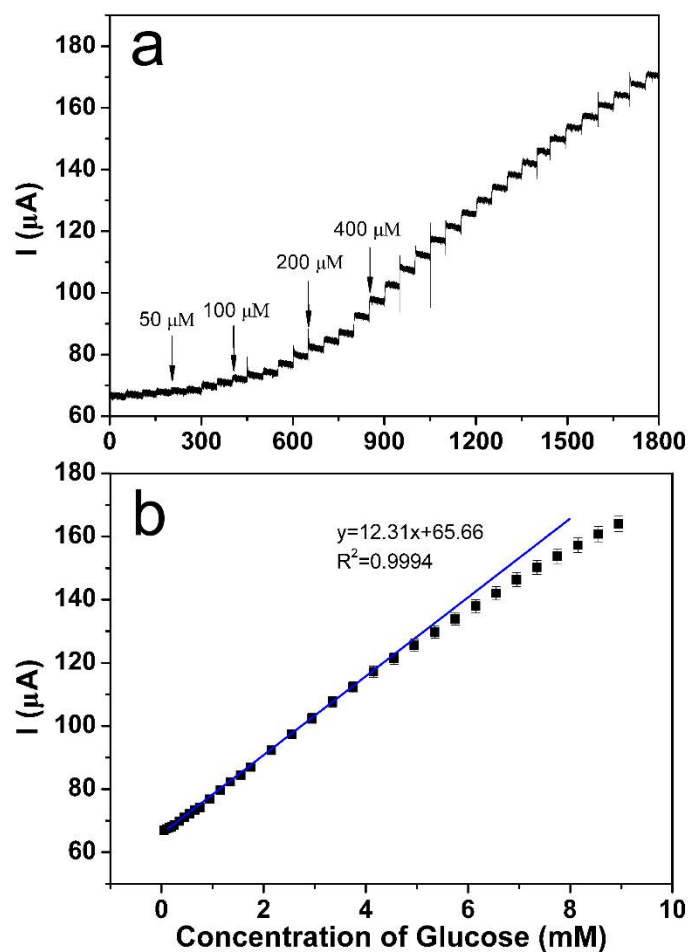 a
180
160
140
120
100
80
60
I (μA)
50 μM
100 μM
200 μM
400 μM
0 300 600 900 1200 1500 1800
b
180
160
140
120
100
80
60
I (μA)
y=12.31x+65.66
R²=0.9994
0 2 4 6 8 10
Concentration of Glucose (mM)